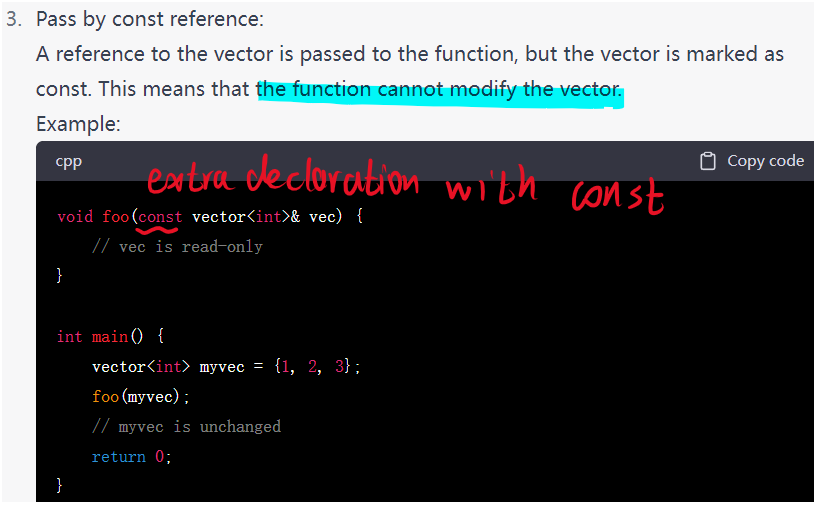 3. Pass by const reference:
A reference to the vector is passed to the function, but the vector is marked as
const. This means that the function cannot modify the vector.
Example:
cpp
Copy code
extra declaration with const
void foo(const vector<int>& vec) {
    // vec is read-only
}
int main() {
    vector<int> myvec = {1, 2, 3};
    foo(myvec);
    // myvec is unchanged
    return 0;
}